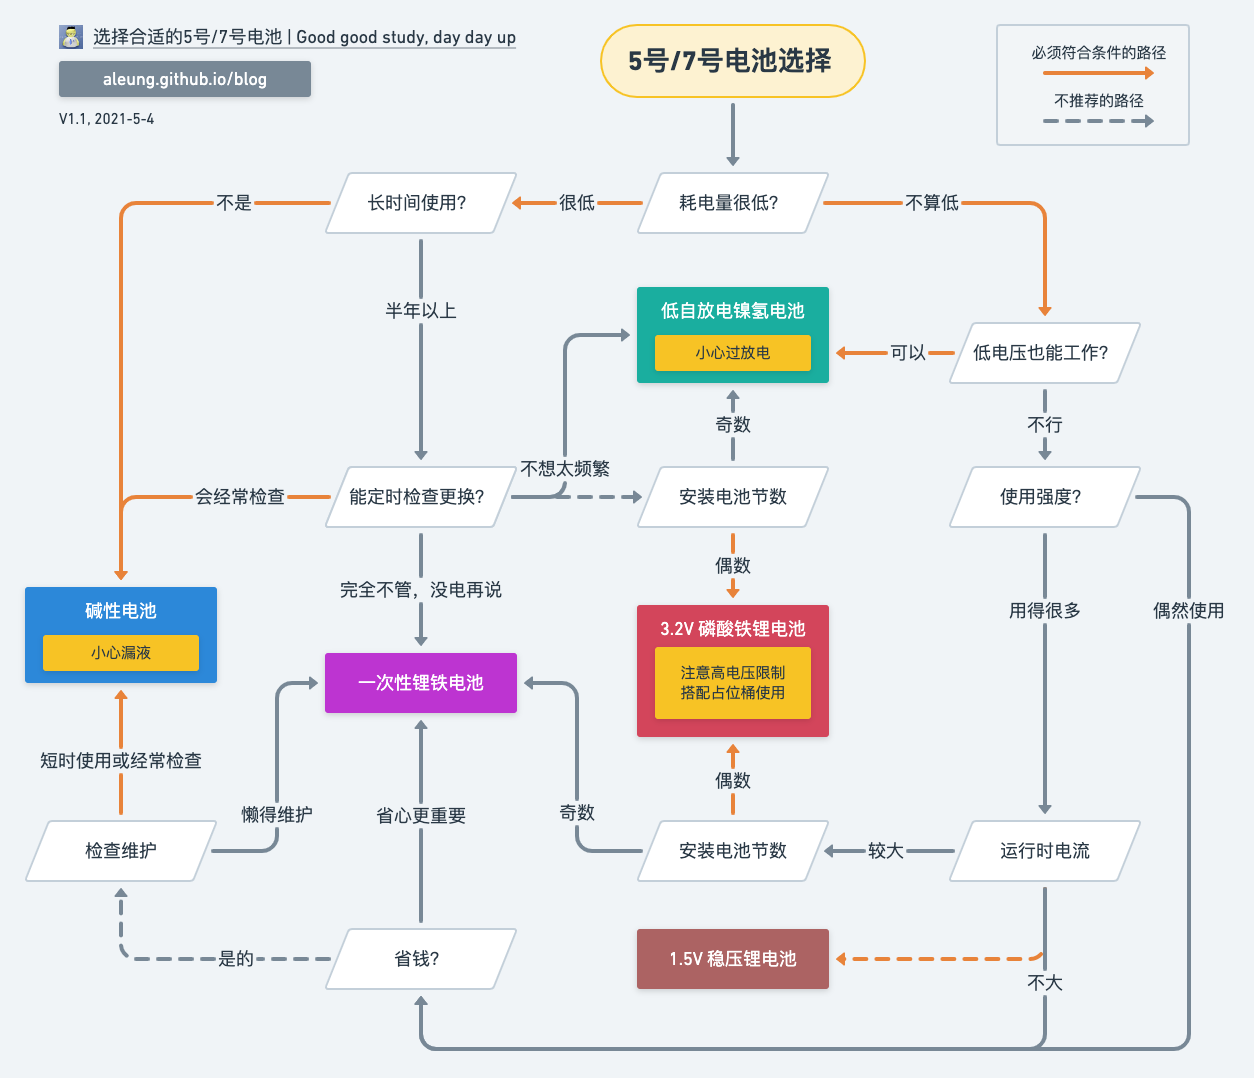 选择合适的5号/7号电池 | Good good study, day day up
aleung.github.io/blog
V1.1, 2021-5-4
5号/7号电池选择
必须符合条件的路径
不推荐的路径
不是
长时间使用?
很低
耗电量很低?
不算低
半年以上
低自放电镍氢电池
小心过放电
可以
低电压也能工作?
奇数
不行
不想太频繁
会经常检查
能定时检查更换?
安装电池节数
使用强度?
偶数
完全不管，没电再说
碱性电池
小心漏液
3.2V 磷酸铁锂电池
注意高电压限制
搭配占位桶使用
用得很多
偶然使用
一次性锂铁电池
短时使用或经常检查
偶数
懒得维护
省心更重要
奇数
检查维护
安装电池节数
较大
运行时电流
是的
省钱?
1.5V 稳压锂电池
不大